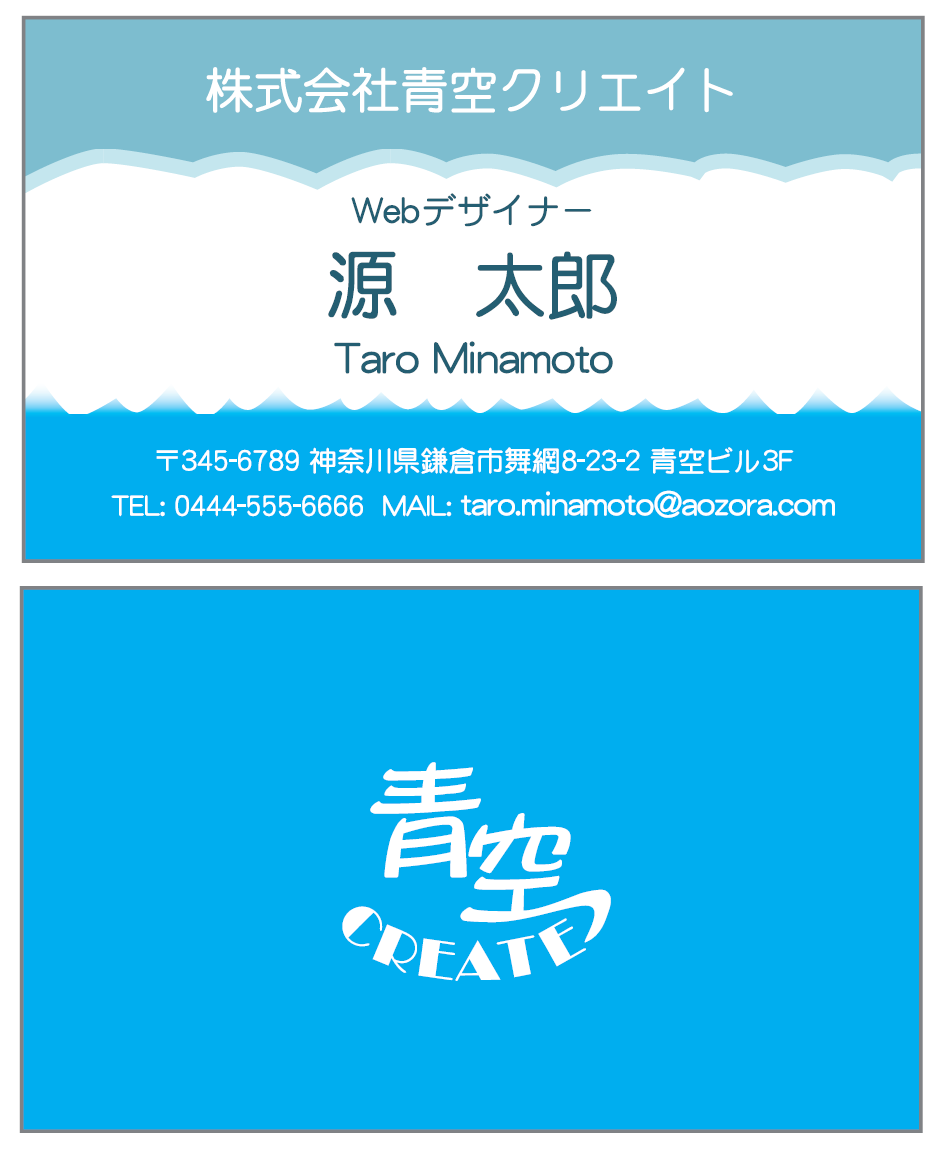 株式会社青空クリエイト
Webデザイナー
源　太郎
Taro Minamoto
〒345-6789 神奈川県鎌倉市舞網8-23-2 青空ビル3F
TEL: 0444-555-6666  MAIL: taro.minamoto@aozora.com
青空
CREATE